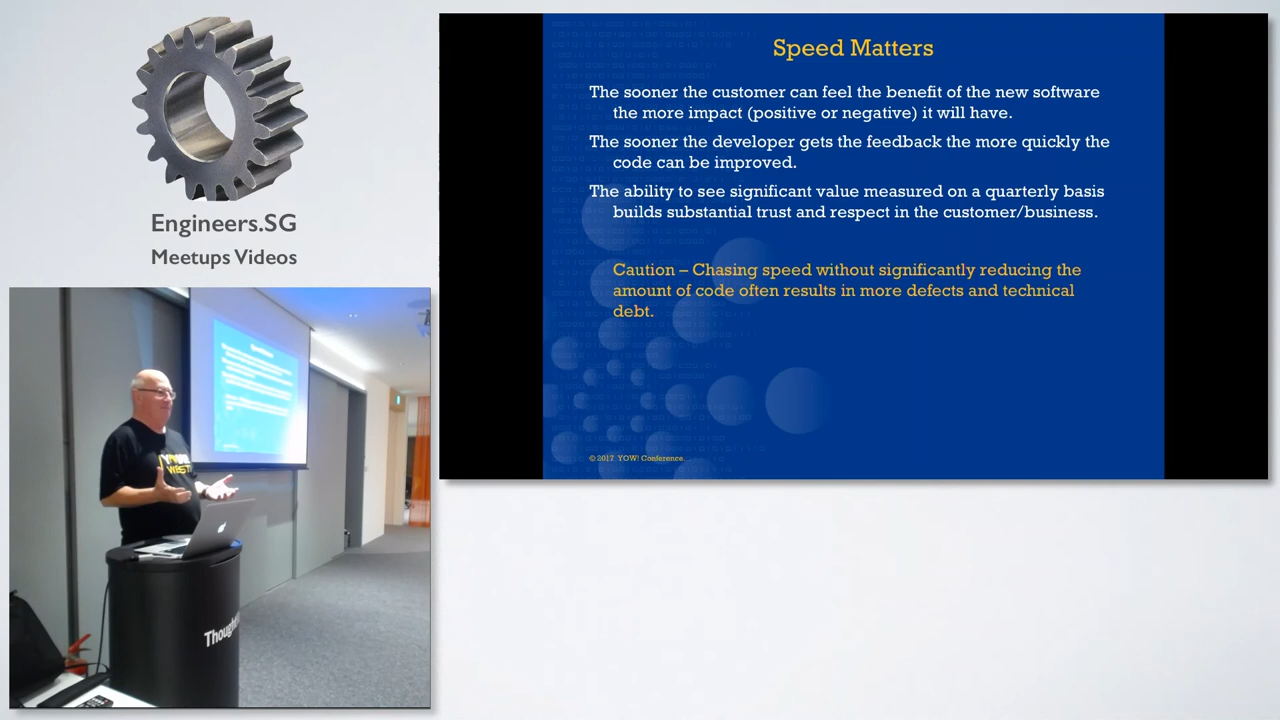 Engineers.SG
Meetups Videos
Speed Matters
The sooner the customer can feel the benefit of the new software
the more impact (positive or negative) it will have.
The sooner the developer gets the feedback the more quickly the
code can be improved.
The ability to see significant value measured on a quarterly basis
builds substantial trust and respect in the customer/business.
Caution – Chasing speed without significantly reducing the
amount of code often results in more defects and technical
debt.
© 2017 YOW! Conference.
WEST
Though